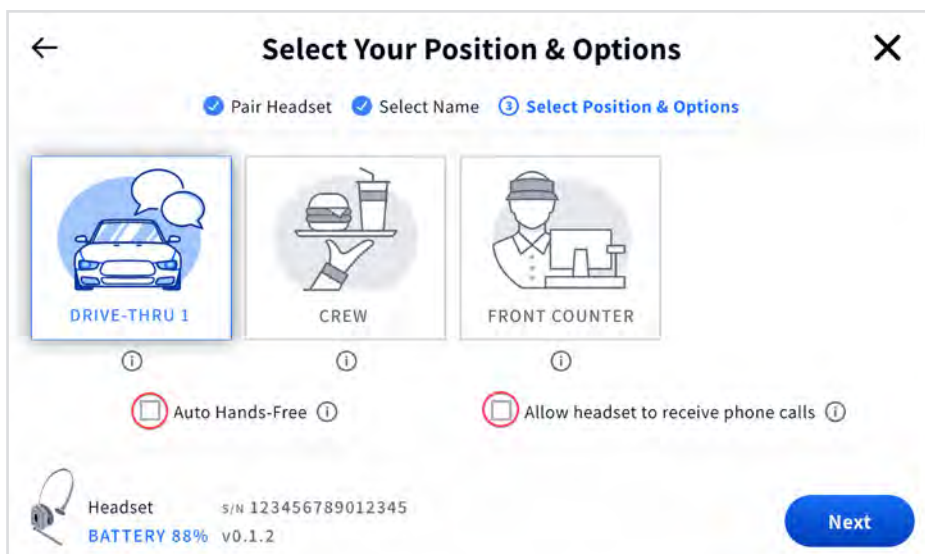 Select Your Position & Options
Pair Headset Select Name 3 Select Position & Options
DRIVE-THRU 1 CREW FRONT COUNTER
Auto Hands-Free Allow headset to receive phone calls
Headset S/N 123456789012345
BATTERY 88% v0.1.2
Next